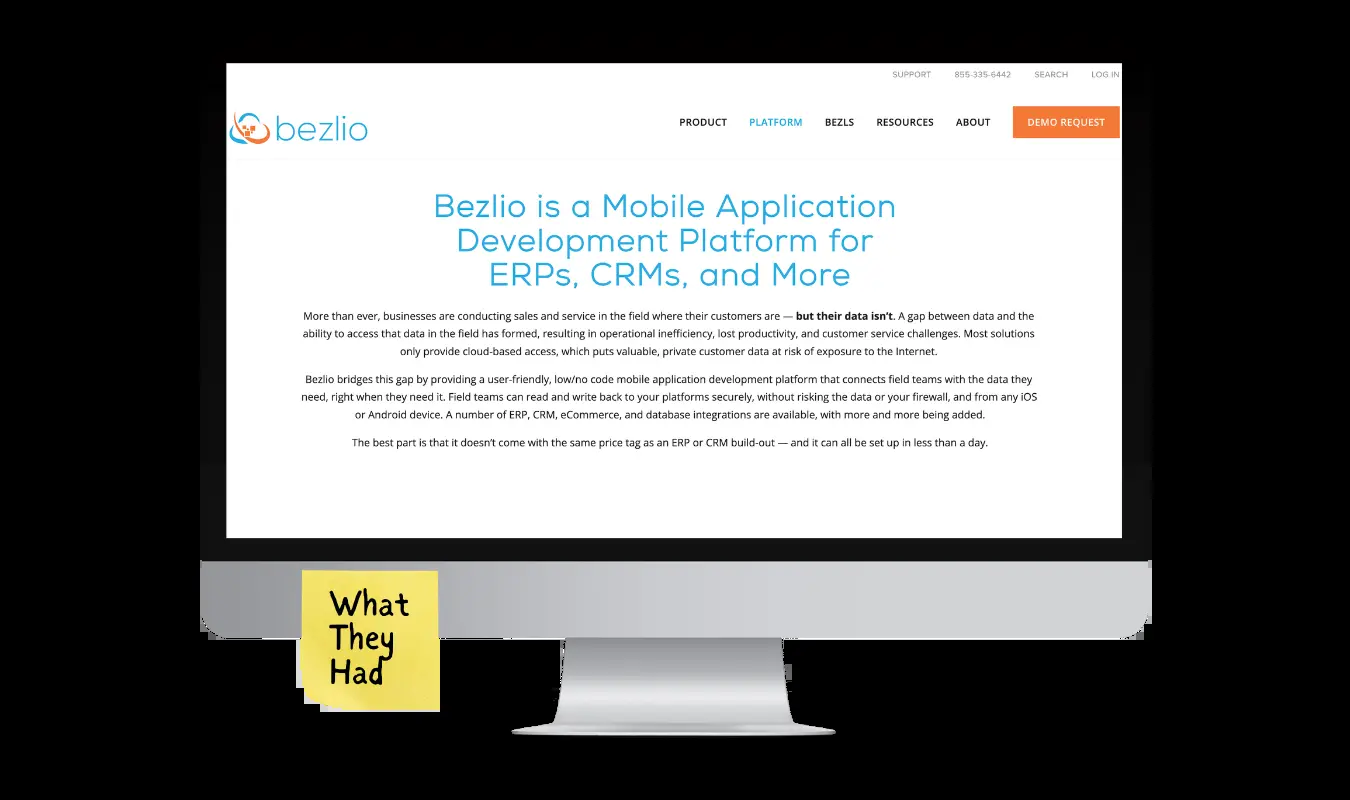 SUPPORT 855-335-6442 SEARCH LOG IN
bezlio
PRODUCT PLATFORM BEZLS RESOURCES ABOUT DEMO REQUEST
Bezlio is a Mobile Application
Development Platform for
ERPs, CRMs, and More
More than ever, businesses are conducting sales and service in the field where their customers are — but their data isn’t. A gap between data and the
ability to access that data in the field has formed, resulting in operational inefficiency, lost productivity, and customer service challenges. Most solutions
only provide cloud-based access, which puts valuable, private customer data at risk of exposure to the Internet.
Bezlio bridges this gap by providing a user-friendly, low/no code mobile application development platform that connects field teams with the data they
need, right when they need it. Field teams can read and write back to your platforms securely, without risking the data or your firewall, and from any iOS
or Android device. A number of ERP, CRM, eCommerce, and database integrations are available, with more and more being added.
The best part is that it doesn’t come with the same price tag as an ERP or CRM build-out — and it can all be set up in less than a day.
What
They
Had